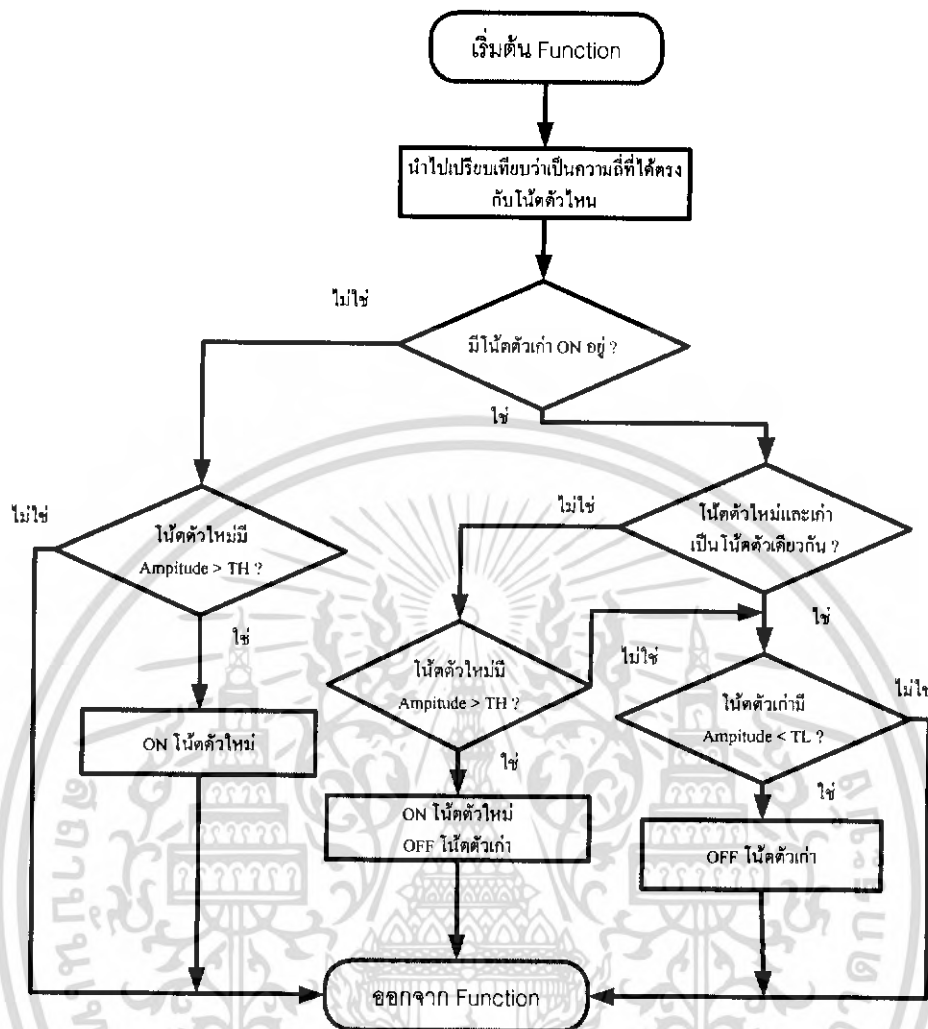 เริ่มต้น Function
นำไปเปรียบเทียบว่าเป็นความถี่ที่ได้ตรง
กับโน้ตตัวไหน
ไม่ใช่
มีโน้ตตัวเก่า ON อยู่ ?
ใช่
ไม่ใช่
โน้ตตัวใหม่มี
Ampitude > TH ?
ไม่ใช่
โน้ตตัวใหม่และเก่า
เป็นโน้ตตัวเดียวกัน ?
ใช่
ใช่
โน้ตตัวใหม่มี
Ampitude > TH ?
ไม่ใช่
โน้ตตัวเก่ามี
Ampitude < TL ?
ไม่ใช่
ON โน้ตตัวใหม่
ใช่
ใช่
ON โน้ตตัวใหม่
OFF โน้ตตัวเก่า
OFF โน้ตตัวเก่า
ออกจาก Function